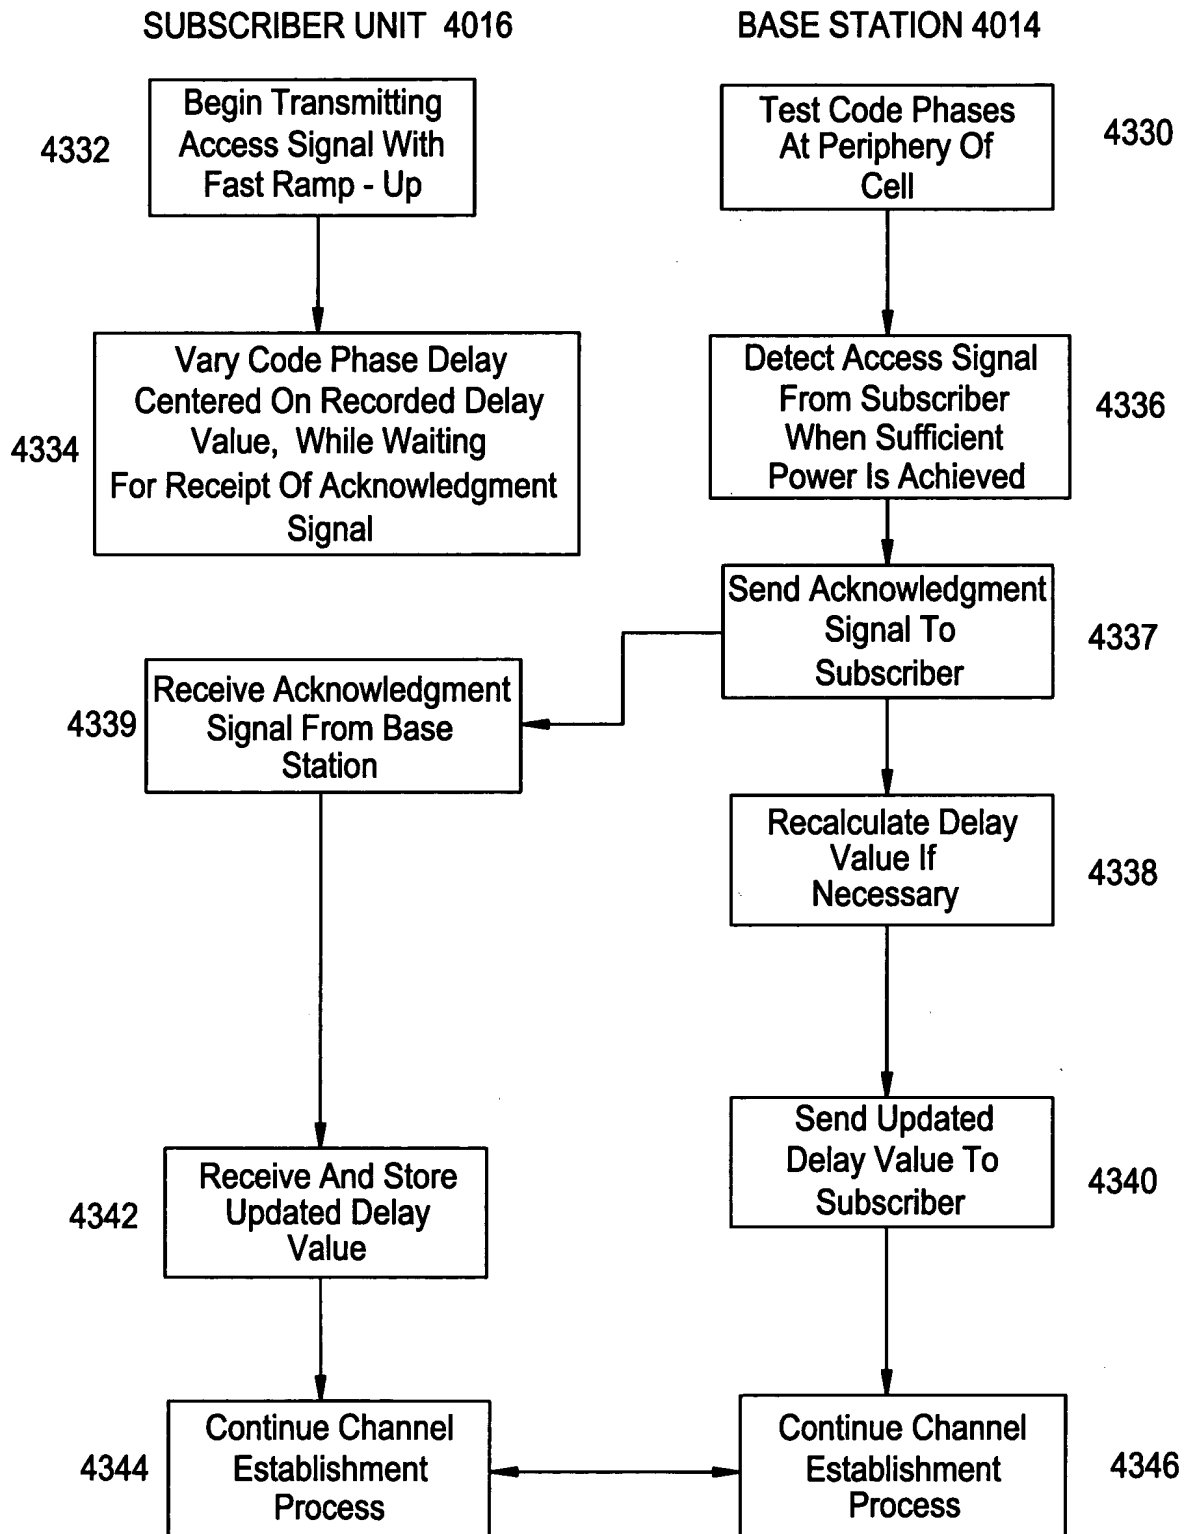 SUBSCRIBER UNIT 4016
BASE STATION 4014
4332
Begin Transmitting
Access Signal With
Fast Ramp - Up
Test Code Phases
At Periphery Of
Cell
4330
4334
Vary Code Phase Delay
Centered On Recorded Delay
Value, While Waiting
For Receipt Of Acknowledgment
Signal
Detect Access Signal
From Subscriber
When Sufficient
Power Is Achieved
4336
Send Acknowledgment
Signal To
Subscriber
4337
4339
Receive Acknowledgment
Signal From Base
Station
Recalculate Delay
Value If
Necessary
4338
Send Updated
Delay Value To
Subscriber
4340
4342
Receive And Store
Updated Delay
Value
4344
Continue Channel
Establishment
Process
Continue Channel
Establishment
Process
4346